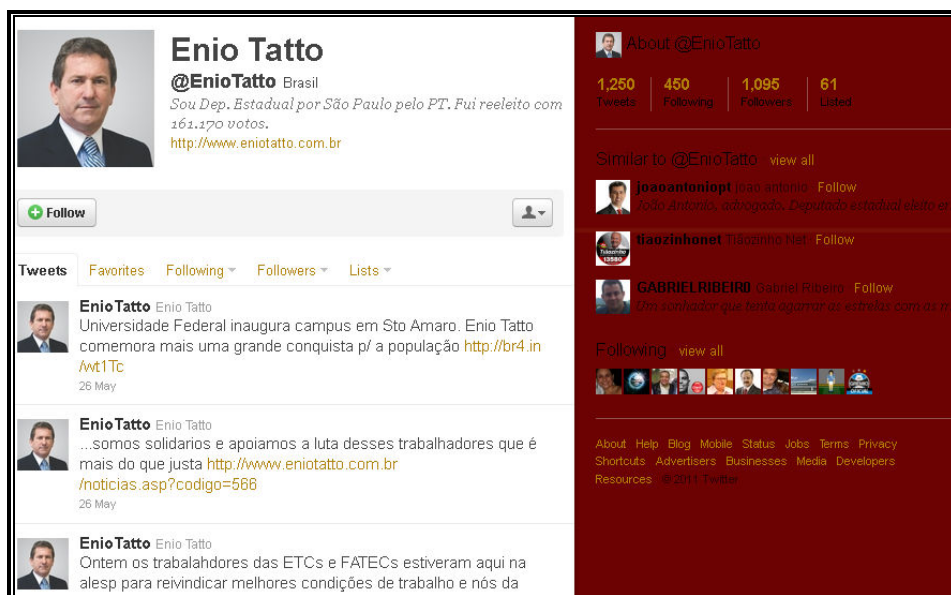 Enio Tatto
@EnioTatto Brasil
Sou Dep. Estadual por São Paulo pelo PT. Fui reeleito com
161.170 votos.
http://www.eniotatto.com.br
Follow
Tweets Favorites Following Followers Lists
EnioTatto Enio Tatto
Universidade Federal inaugura campus em Sto Amaro. Enio Tatto
comemora mais uma grande conquista p/ a população http://br4.in
/wt1Tc
26 May
EnioTatto Enio Tatto
...somos solidarios e apoiamos a luta desses trabalhadores que é
mais do que justa http://www.eniotatto.com.br
/noticias.asp?codigo=566
26 May
EnioTatto Enio Tatto
Ontem os trabalahdores das ETCs e FATECs estiveram aqui na
alesp para reivindicar melhores condições de trabalho e nós da
About @EnioTatto
1,250 450 1,095 61
Tweets Following Followers Listed
Similar to @EnioTatto · view all
joaoantoniopt joao antonio · Follow
João Antonio, advogado. Deputado estadual eleito
tiaozinhonet Tiãozinho Net · Follow
Tiãozinho
13580
GABRIELRIBEIR0 Gabriel Ribeiro · Follow
Um sonhador que tenta agarrar as estrelas com as
Following · view all
About Help Blog Mobile Status Jobs Terms Privacy
Shortcuts Advertisers Businesses Media Developers
Resources © 2011 Twitter